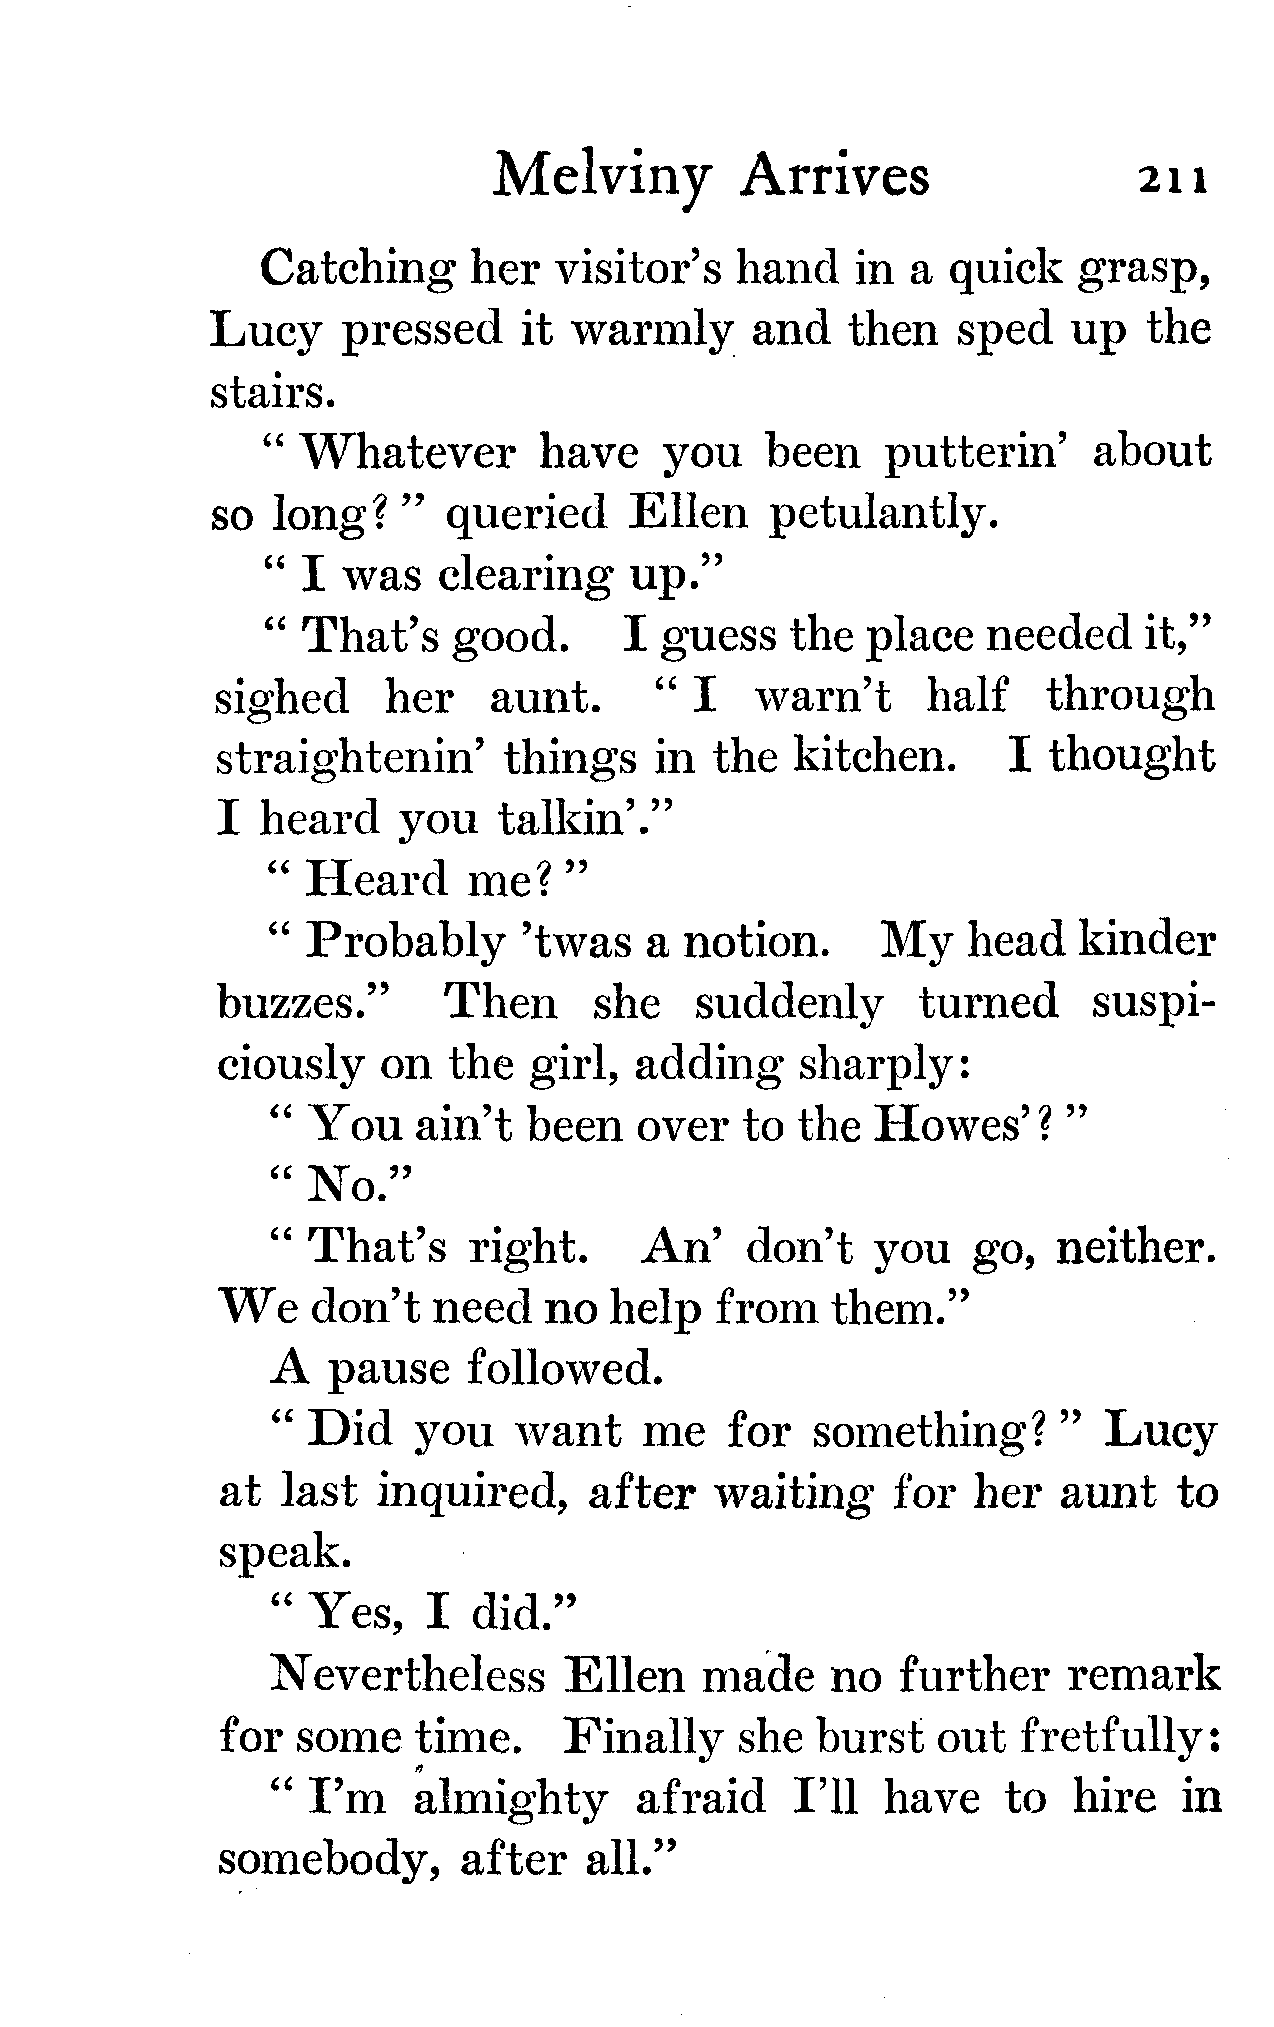 Melviny Arrives 211
Catching her visitor's hand in a quick grasp,
Lucy pressed it warmly and then sped up the
stairs.
" Whatever have you been putterin' about
so long? " queried Ellen petulantly.
" I was clearing up."
" That's good. I guess the place needed it,"
sighed her aunt. " I warn't half through
straightenin' things in the kitchen. I thought
I heard you talkin'."
" Heard me? "
" Probably 'twas a notion. My head kinder
buzzes." Then she suddenly turned suspi-
ciously on the girl, adding sharply:
" You ain't been over to the Howes'? "
" No."
" That's right. An' don't you go, neither.
We don't need no help from them."
A pause followed.
" Did you want me for something? " Lucy
at last inquired, after waiting for her aunt to
speak.
" Yes, I did."
Nevertheless Ellen made no further remark
for some time. Finally she burst out fretfully:
" I'm almighty afraid I'll have to hire in
somebody, after all."